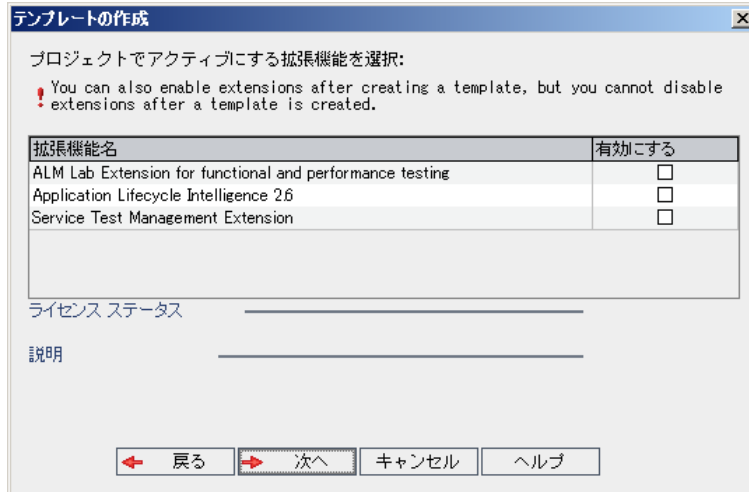 テンプレートの作成
プロジェクトでアクティブにする拡張機能を選択:
You can also enable extensions after creating a template, but you cannot disable
extensions after a template is created.
拡張機能名 有効にする
ALM Lab Extension for functional and performance testing
Application Lifecycle Intelligence 2.6
Service Test Management Extension
ライセンス ステータス
説明
戻る 次へ キャンセル ヘルプ